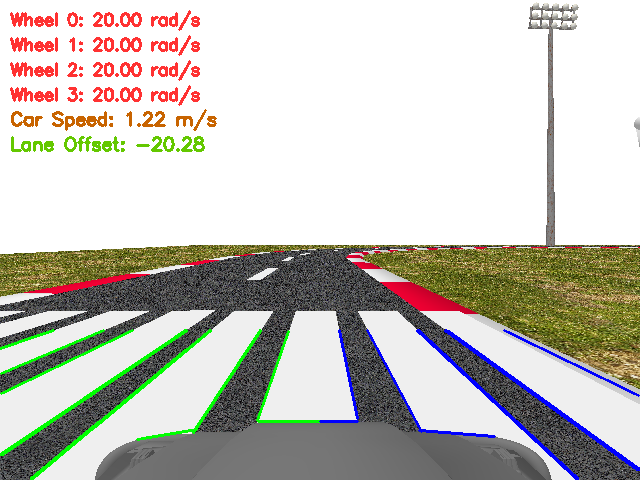 Wheel 0: 20.00 rad/s
Wheel 1: 20.00 rad/s
Wheel 2: 20.00 rad/s
Wheel 3: 20.00 rad/s
Car Speed: 1.22 m/s
Lane Offset: -20.28